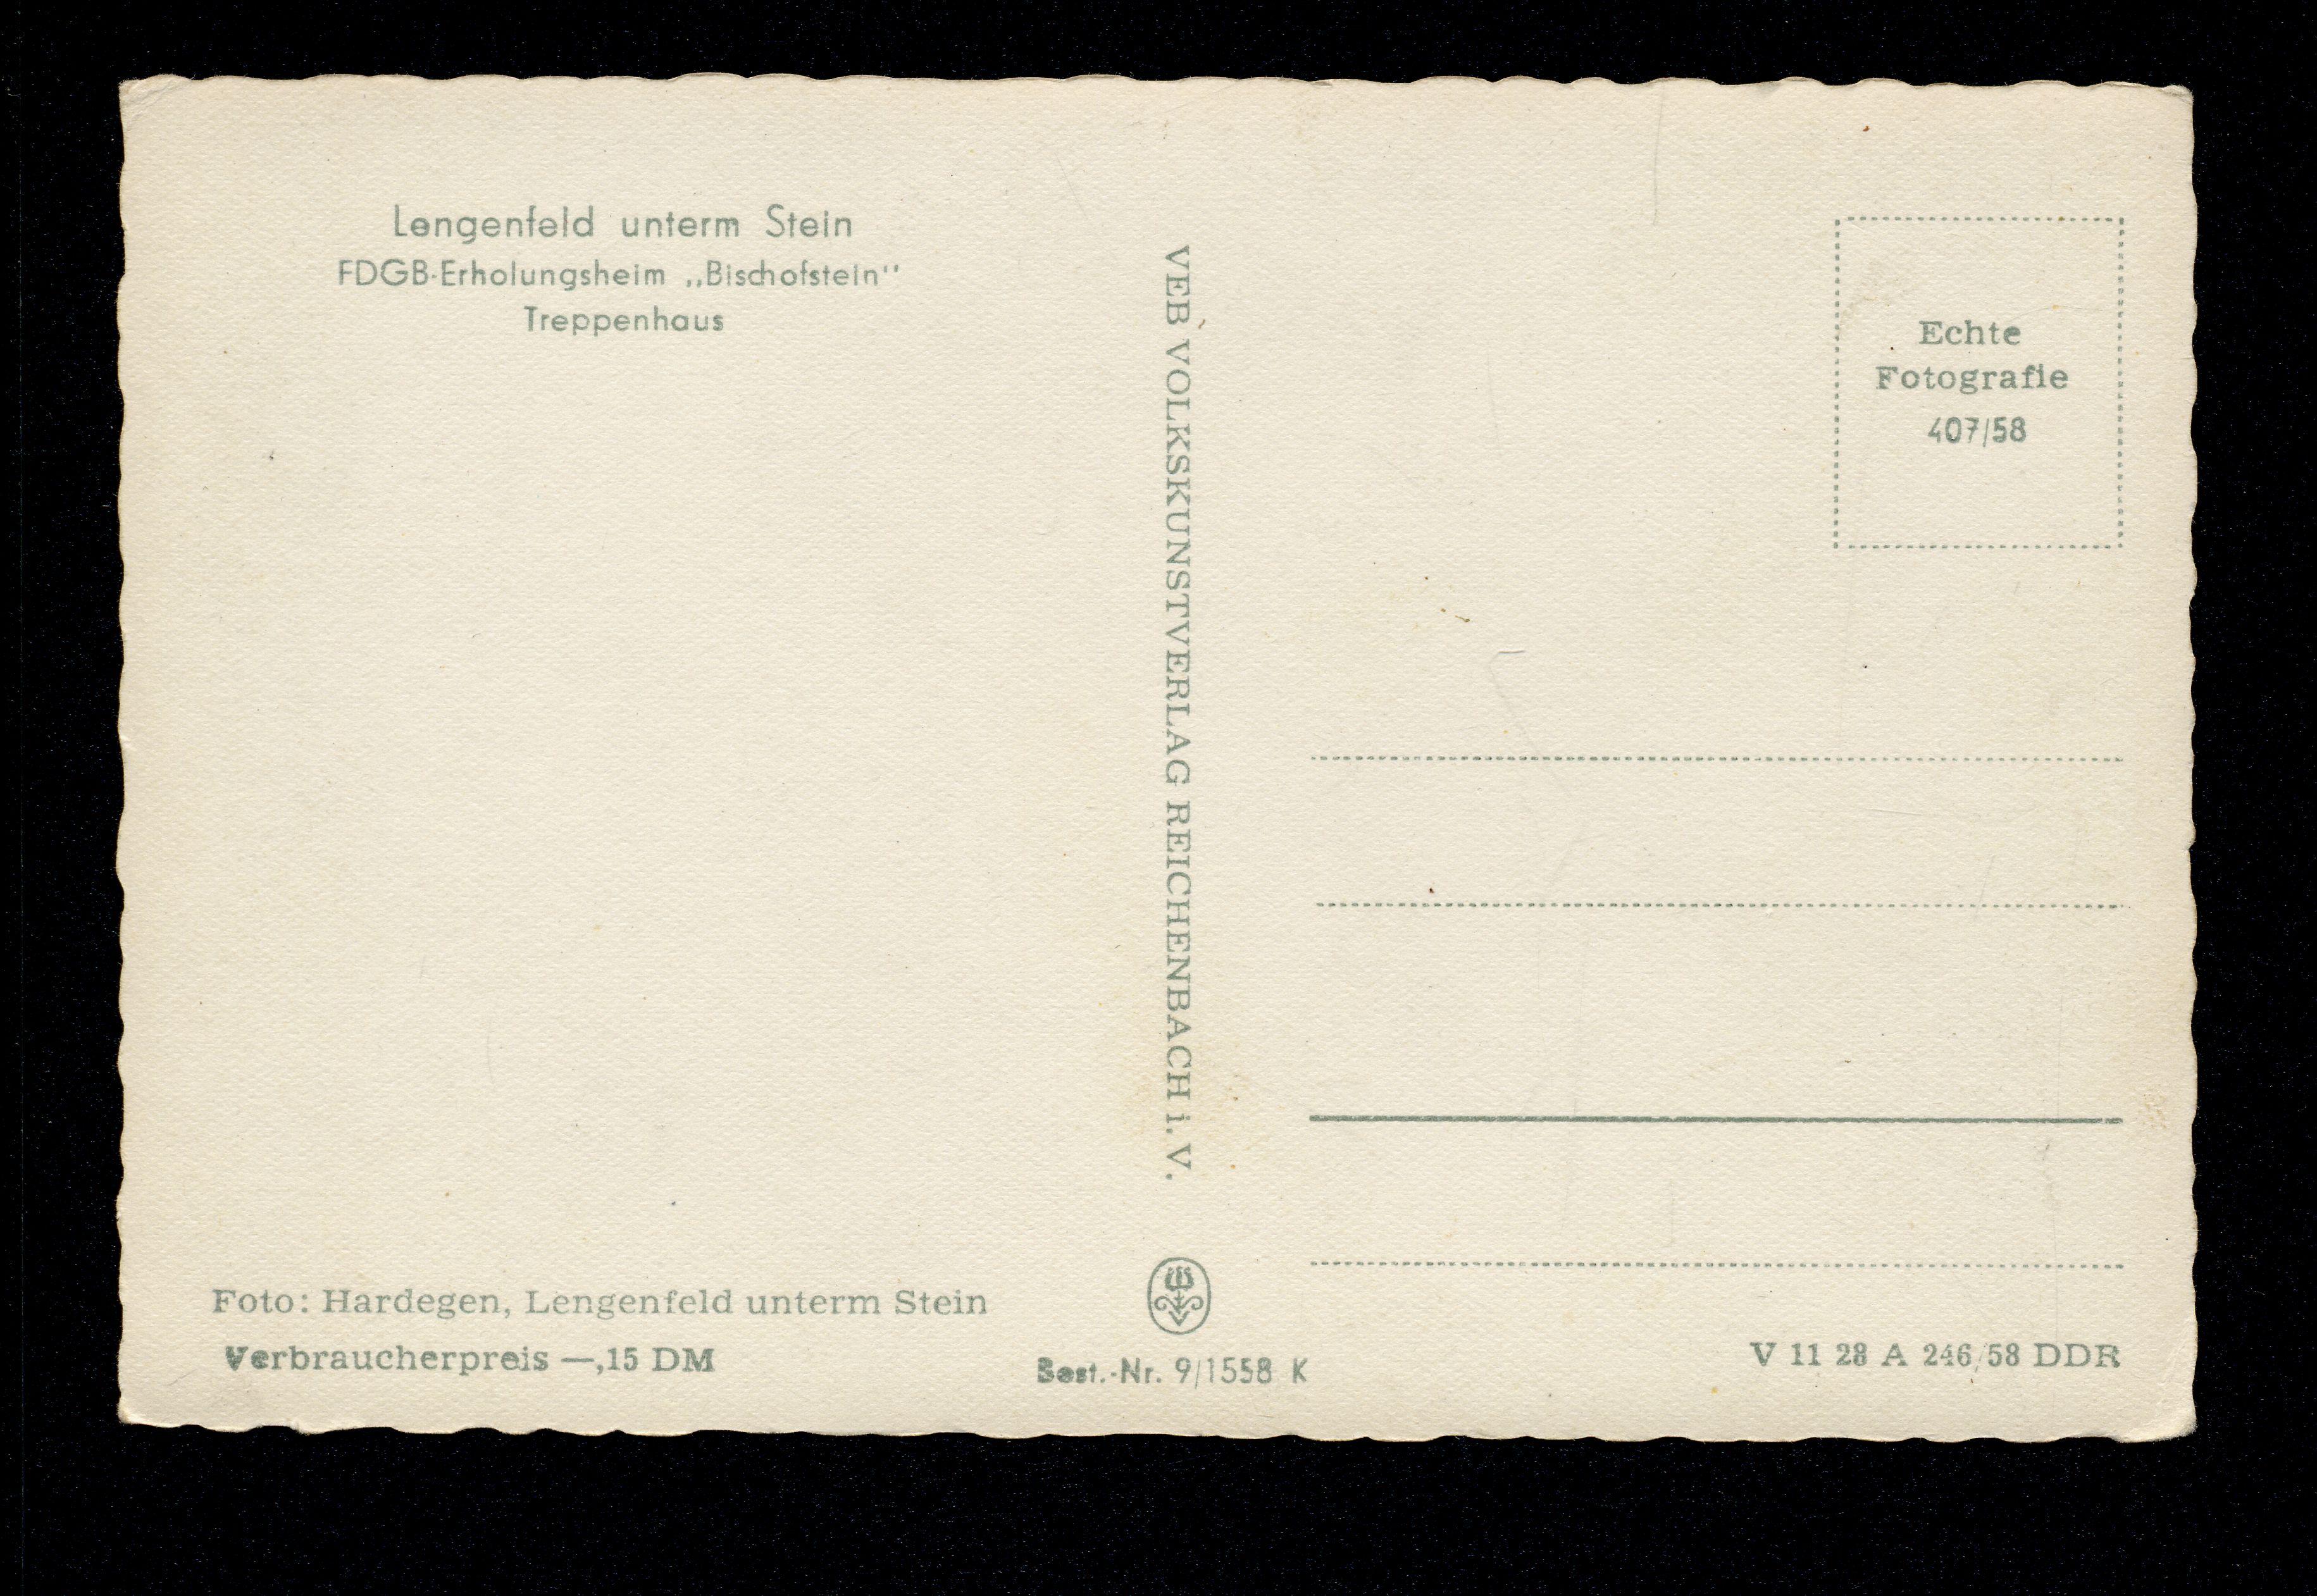 Lengenfeld unterm Stein
FDGB-Erholungsheim „Bischofstein"
Treppenhaus
VEB VOLKSKUNSTVERLAG REICHENBACH i. V.
Echte
Fotografie
407/58
Foto: Hardegen, Lengenfeld unterm Stein
Verbraucherpreis —,15 DM
Best.-Nr. 9/1558 K
V 11 28 A 246/58 DDR